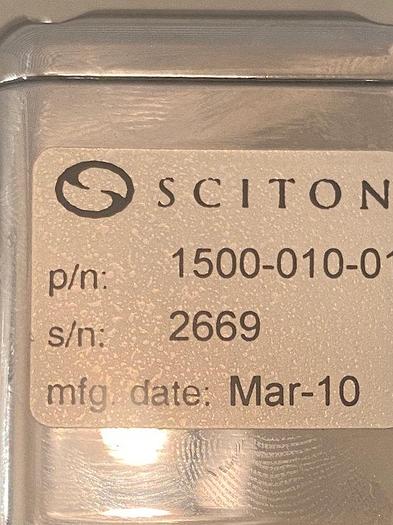 SCITON
p/n: 1500-010-01
s/n: 2669
mfg. date: Mar-10